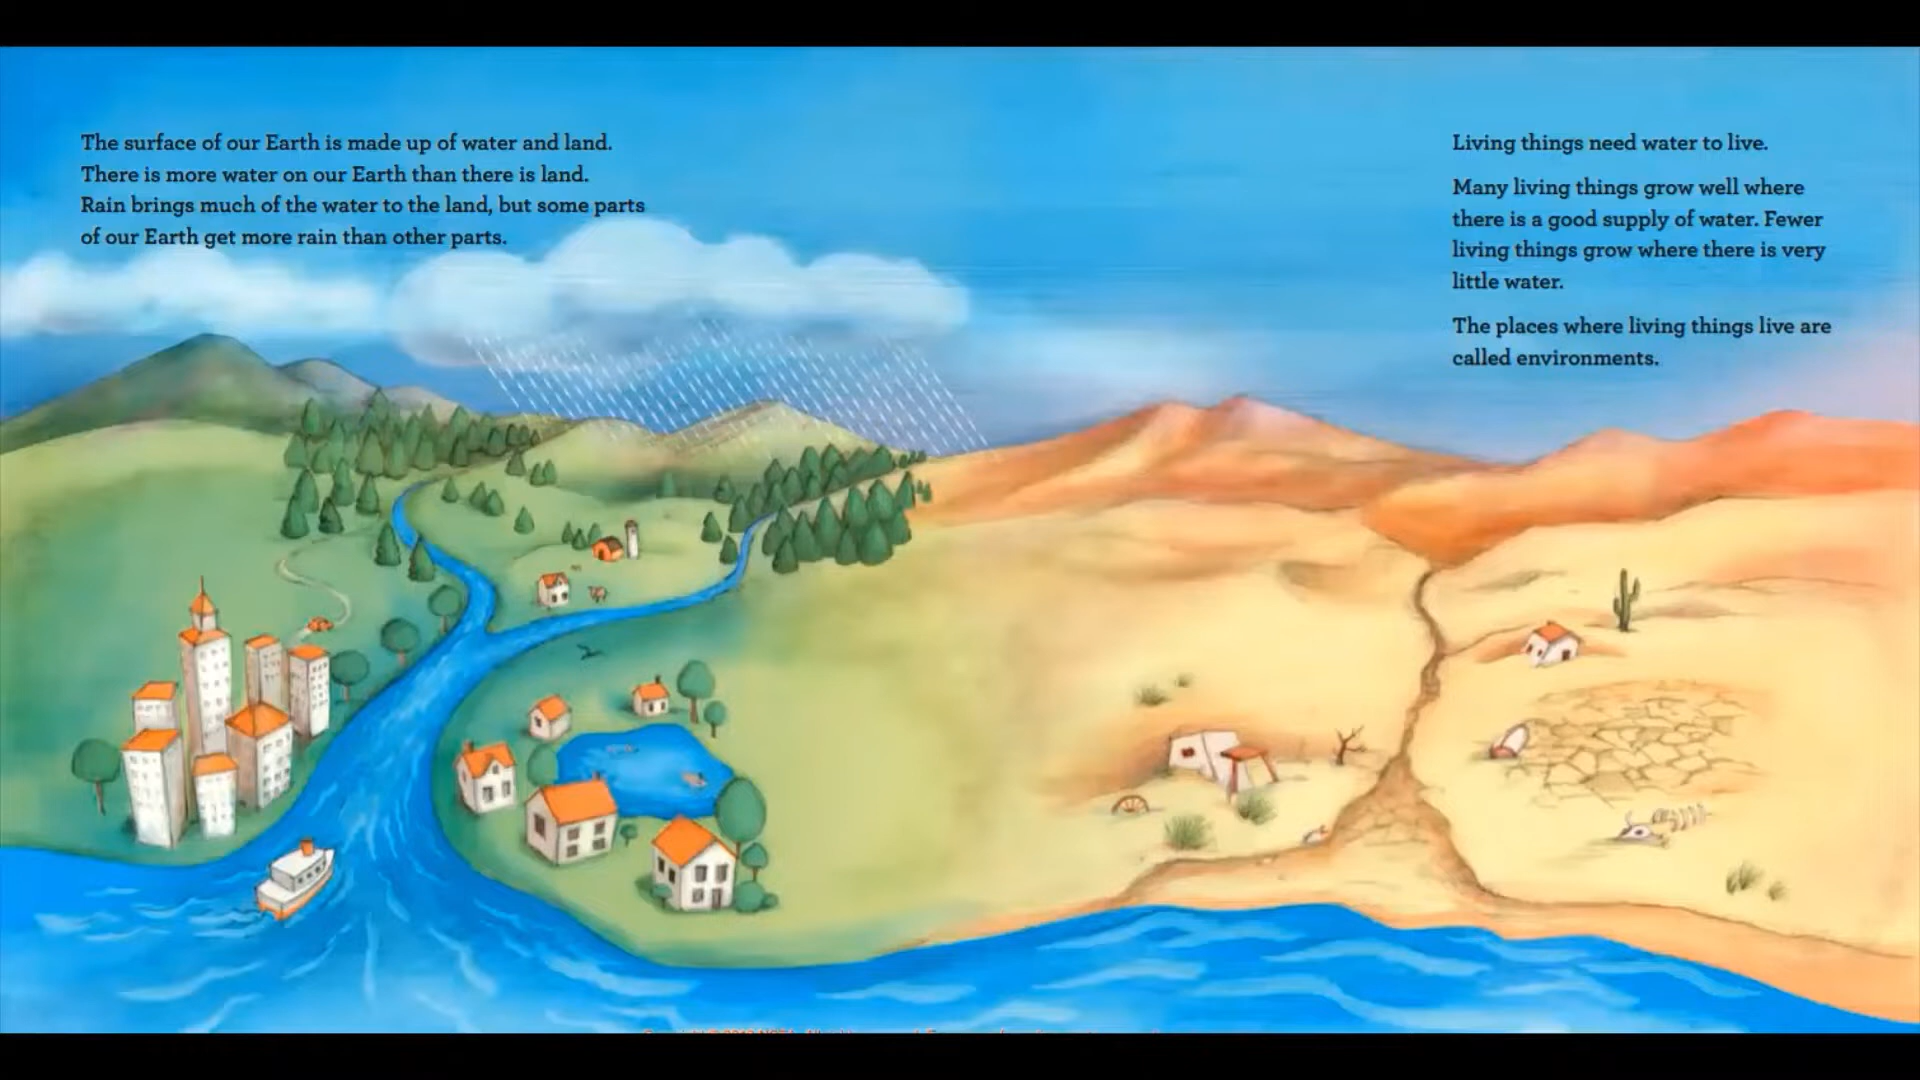 The surface of our Earth is made up of water and land.
There is more water on our Earth than there is land.
Rain brings much of the water to the land, but some parts
of our Earth get more rain than other parts.
Living things need water to live.
Many living things grow well where
there is a good supply of water. Fewer
living things grow where there is very
little water.
The places where living things live are
called environments.